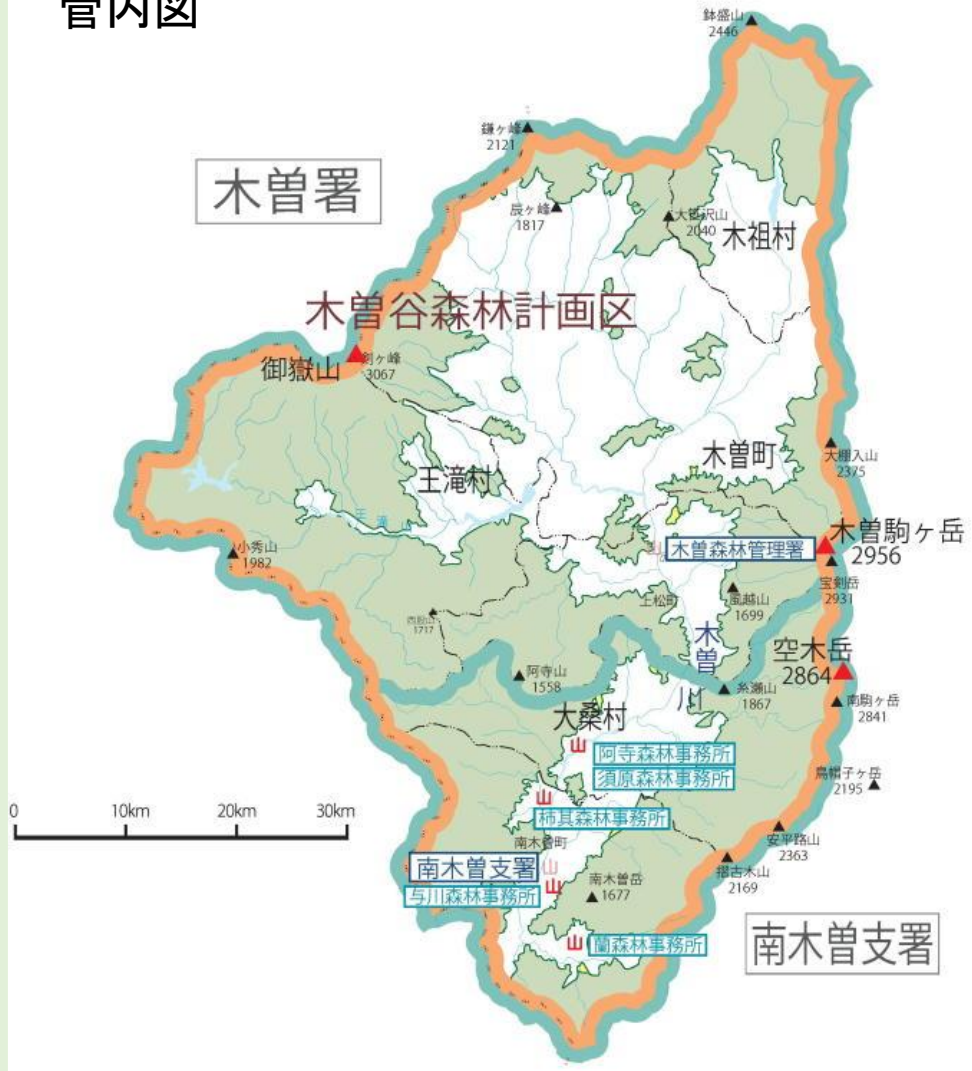 管内図
鉢盛山
2446
鎌ヶ峰
2121
木曽署
辰ヶ峰
1817
大笹沢山
2040
木祖村
木曽谷森林計画区
御嶽山
剣ヶ峰
3067
木曽町
大棚入山
2375
王滝村
王滝川
木曽駒ヶ岳
2956
木曽森林管理署
小秀山
1982
宝剣岳
2931
上松町
風越山
1699
1717
木曽川
空木岳
2864
阿寺山
1558
糸瀬山
1867
南駒ヶ岳
2841
大桑村
阿寺森林事務所
須原森林事務所
烏帽子ヶ岳
2195
0 10km 20km 30km
柿其森林事務所
安平路山
2363
南木曽町
摺古木山
2169
南木曽支署
与川森林事務所
南木曽岳
1677
蘭森林事務所
南木曽支署